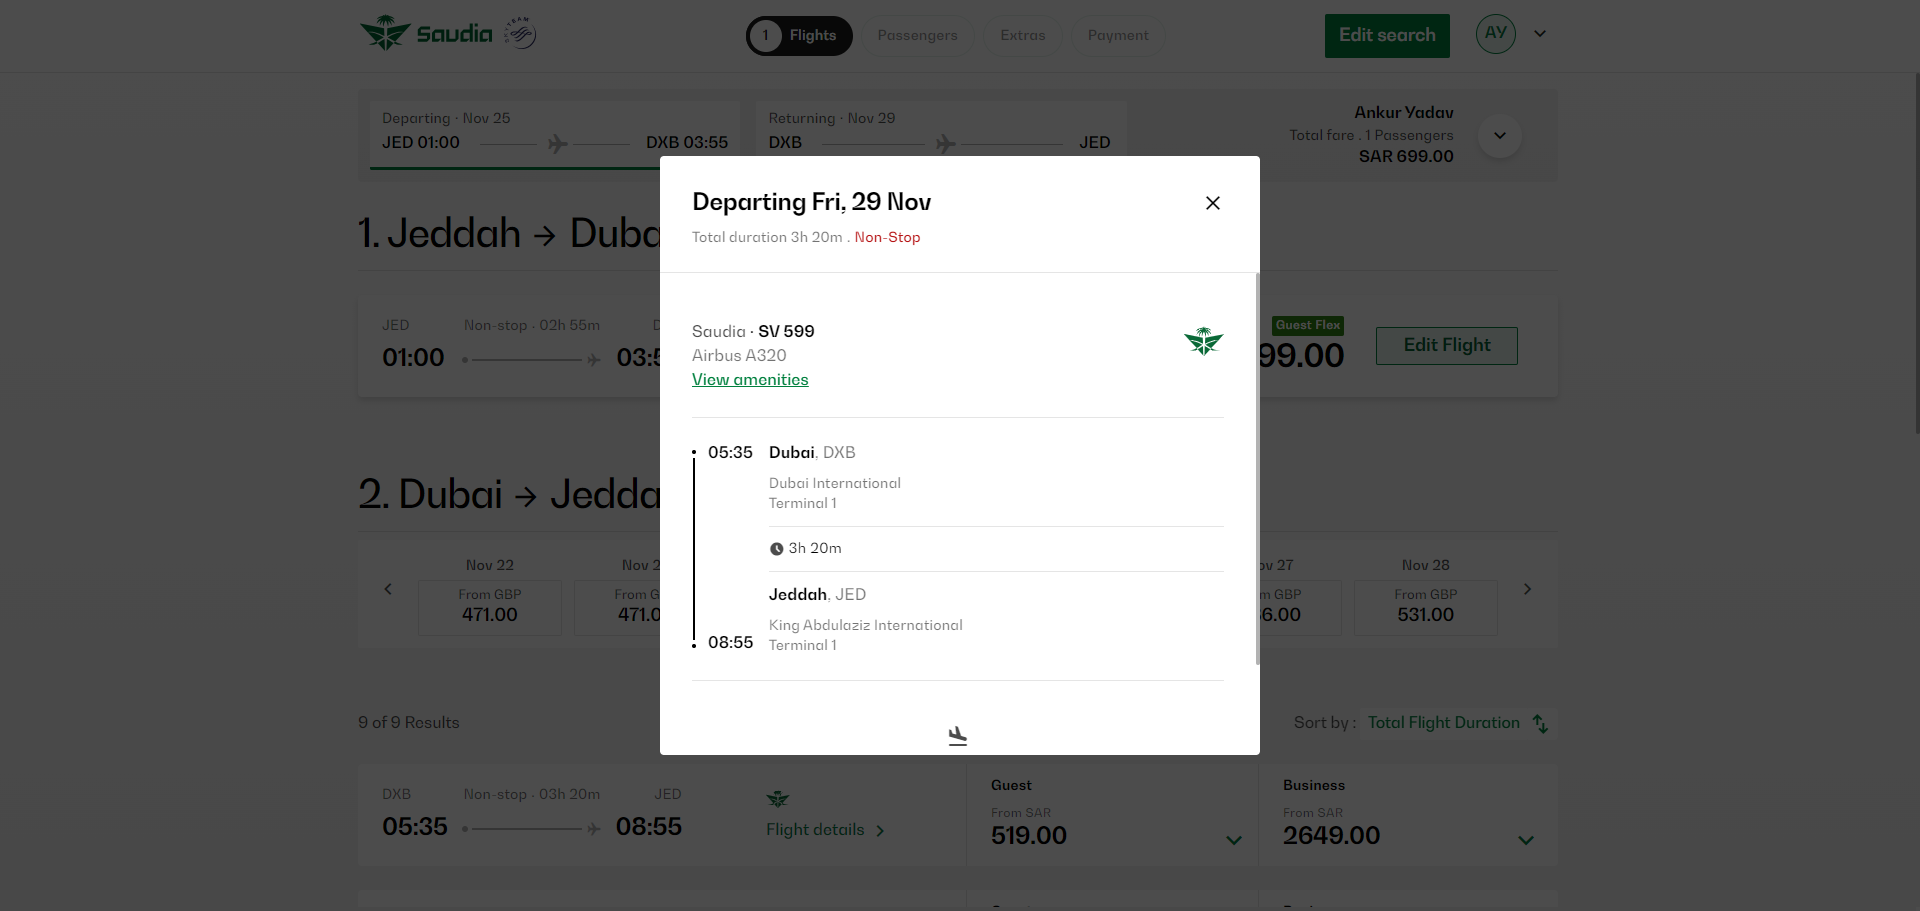 Saudia
SKYTEAM
1 Flights
Passengers
Extras
Payment
Edit search
AY
Departing · Nov 25
JED 01:00
DXB 03:55
Returning · Nov 29
DXB
JED
Ankur Yadav
Total fare . 1 Passengers
SAR 699.00
1. Jeddah → Duba
JED
Non-stop · 02h 55m
01:00
03:5
Guest Flex
99.00
Edit Flight
2. Dubai → Jedda
Nov 22
From GBP
471.00
Nov 2
From G
471.0
ov 27
m GBP
6.00
Nov 28
From GBP
531.00
9 of 9 Results
Sort by : Total Flight Duration
DXB
Non-stop · 03h 20m
JED
05:35
08:55
Flight details
Guest
From SAR
519.00
Business
From SAR
2649.00
Departing Fri, 29 Nov
Total duration 3h 20m . Non-Stop
Saudia · SV 599
Airbus A320
View amenities
05:35 Dubai, DXB
Dubai International
Terminal 1
3h 20m
Jeddah, JED
King Abdulaziz International
08:55 Terminal 1